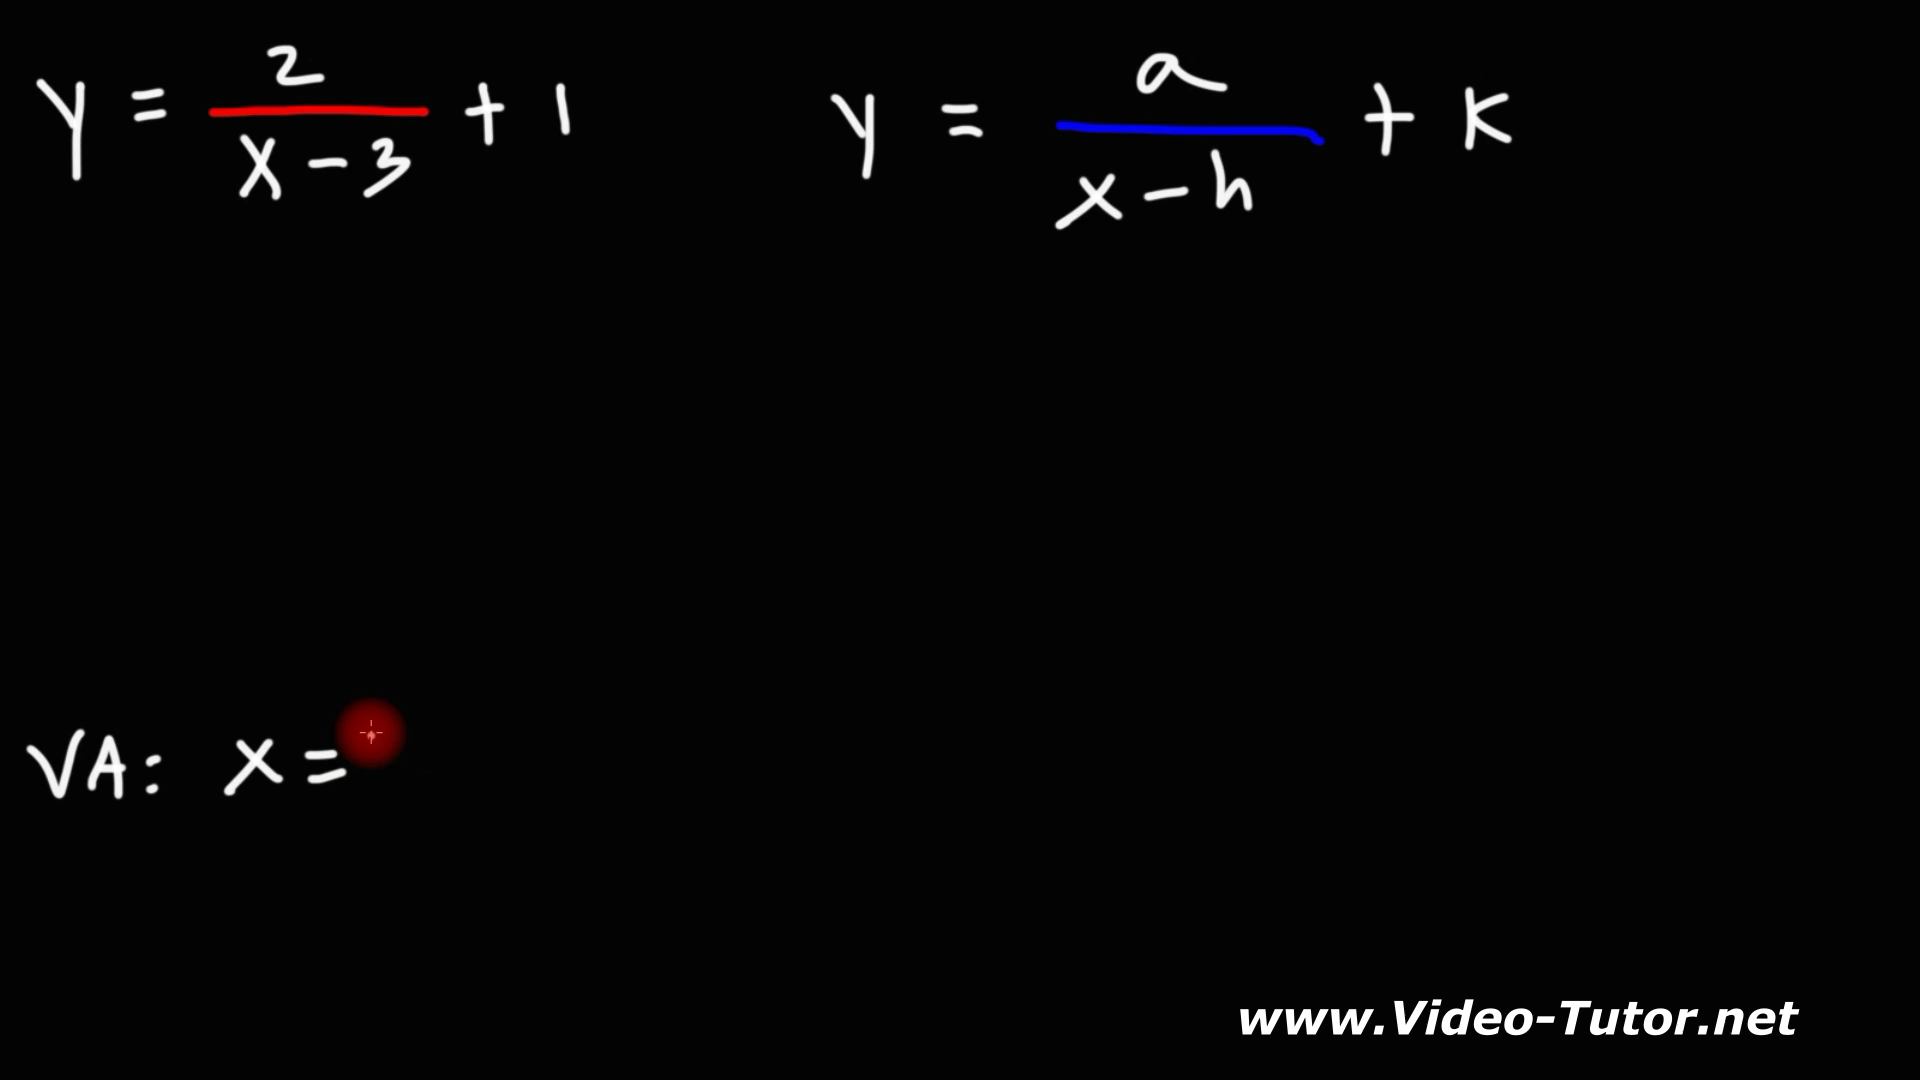 y = 2/(x - 3) + 1
y = a/(x - h) + k
VA: x =
www.Video-Tutor.net